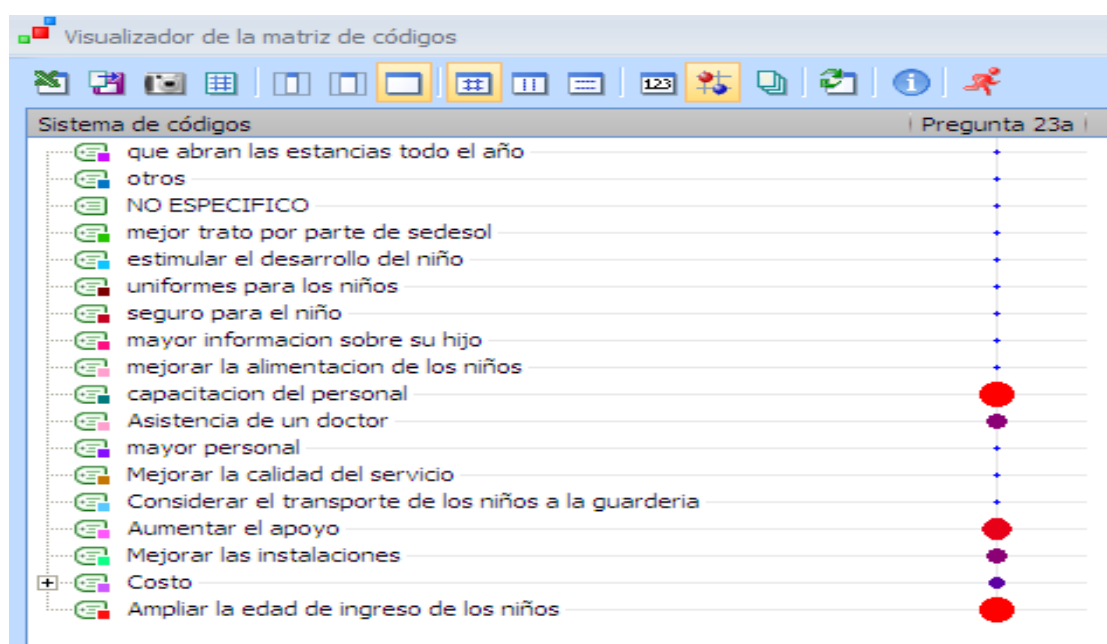 Visualizador de la matriz de códigos
123
Sistema de códigos Pregunta 23a
que abran las estancias todo el año
otros
NO ESPECIFICO
mejor trato por parte de sedesol
estimular el desarrollo del niño
uniformes para los niños
seguro para el niño
mayor informacion sobre su hijo
mejorar la alimentacion de los niños
capacitacion del personal
Asistencia de un doctor
mayor personal
Mejorar la calidad del servicio
Considerar el transporte de los niños a la guarderia
Aumentar el apoyo
Mejorar las instalaciones
Costo
Ampliar la edad de ingreso de los niños